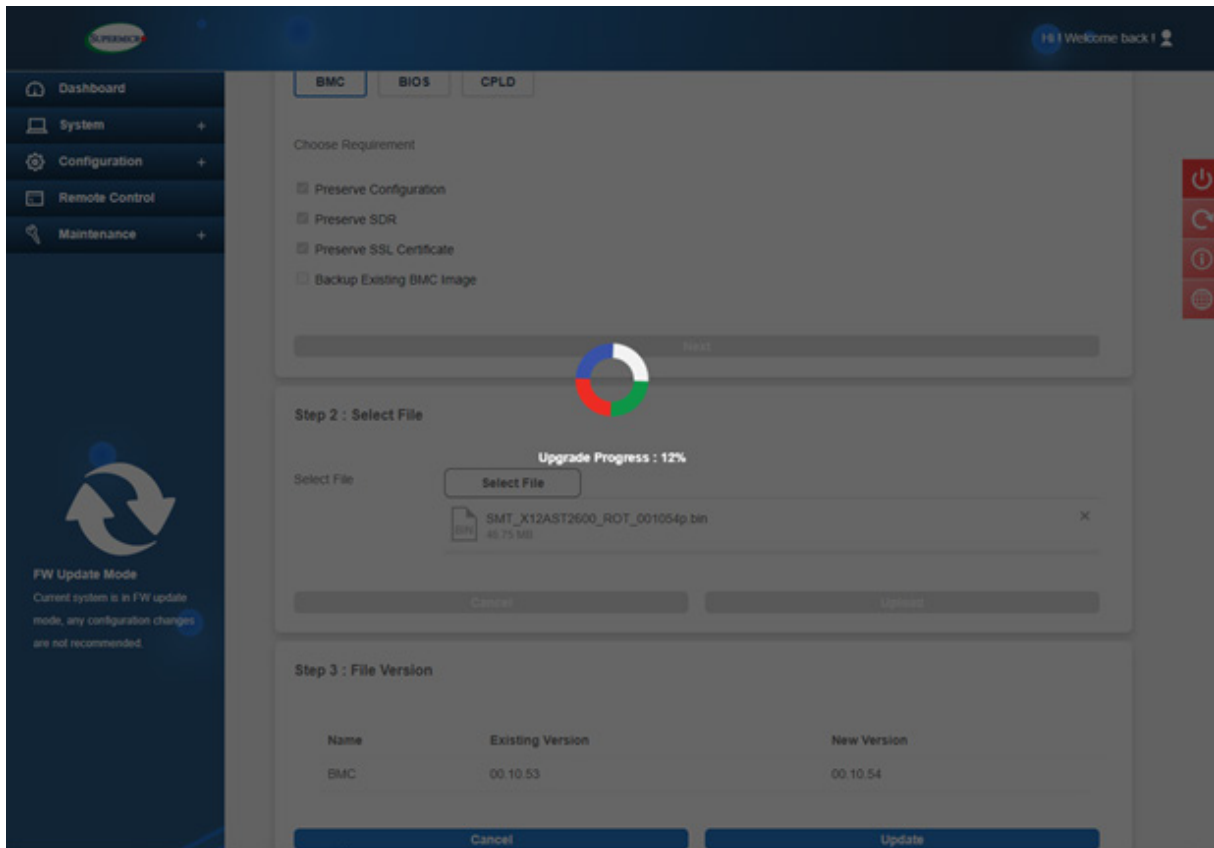 SUPERMICR
Hi ! Welcome back !
Dashboard
System +
Configuration +
Remote Control
Maintenance +
FW Update Mode
Current system is in FW update
mode, any configuration changes
are not recommended.
BMC BIOS CPLD
Choose Requirement
Preserve Configuration
Preserve SDR
Preserve SSL Certificate
Backup Existing BMC Image
Next
Step 2 : Select File
Upgrade Progress : 12%
Select File Select File
BIN SMT_X12AST2600_ROT_001054p.bin
46.75 MB
Cancel Upload
Step 3 : File Version
Name Existing Version New Version
BMC 00.10.53 00.10.54
Cancel Update